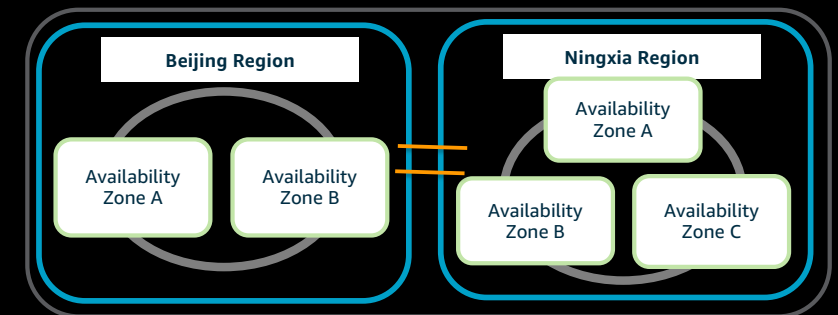 Beijing Region
Availability
Zone A
Availability
Zone B
Ningxia Region
Availability
Zone A
Availability
Zone B
Availability
Zone C